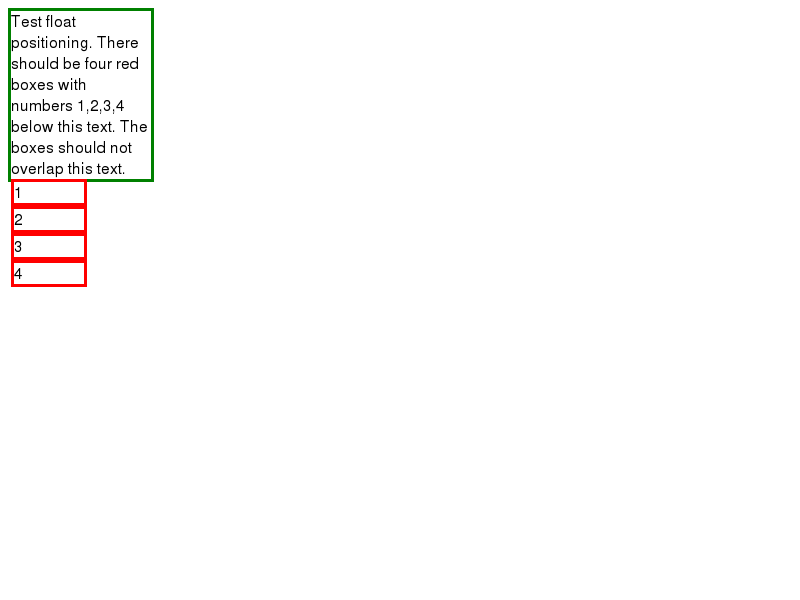 Test float
positioning. There
should be four red
boxes with
numbers 1,2,3,4
below this text. The
boxes should not
overlap this text.
1
2
3
4